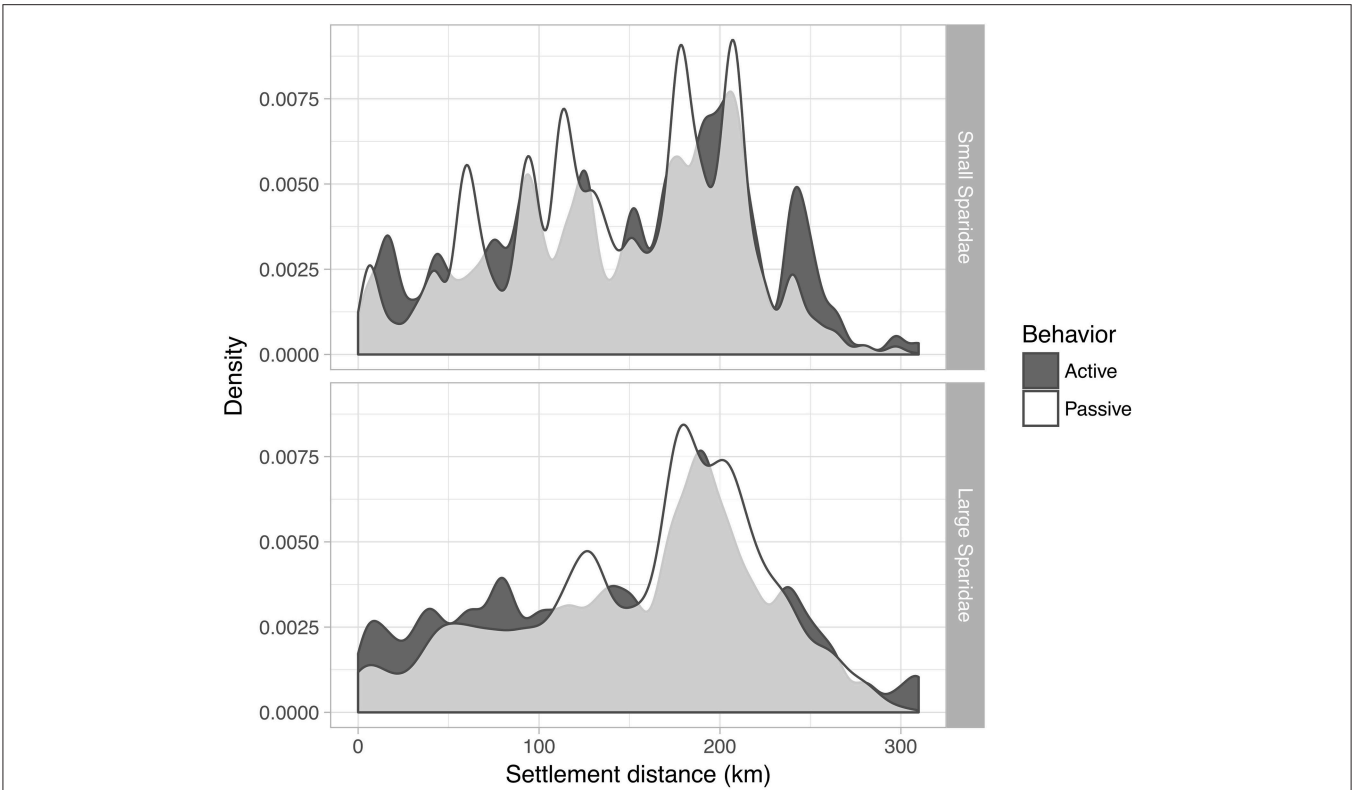 0.0075
0.0050
0.0025
0.0000
Small Sparidae
Density
0.0075
0.0050
0.0025
0.0000
Large Sparidae
0 100 200 300
Settlement distance (km)
Behavior
Active
Passive